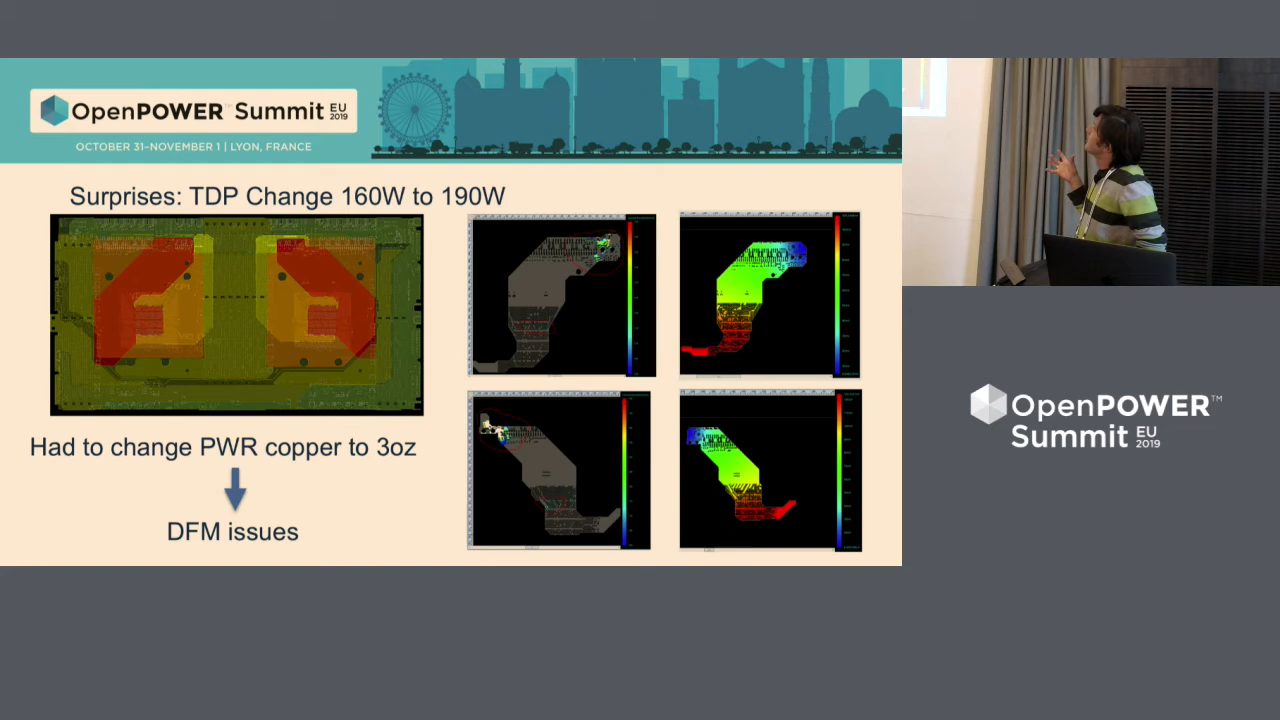 OpenPOWER™ Summit EU 2019
OCTOBER 31–NOVEMBER 1 | LYON, FRANCE
Surprises: TDP Change 160W to 190W
Had to change PWR copper to 3oz
DFM issues
OpenPOWER™
Summit EU 2019